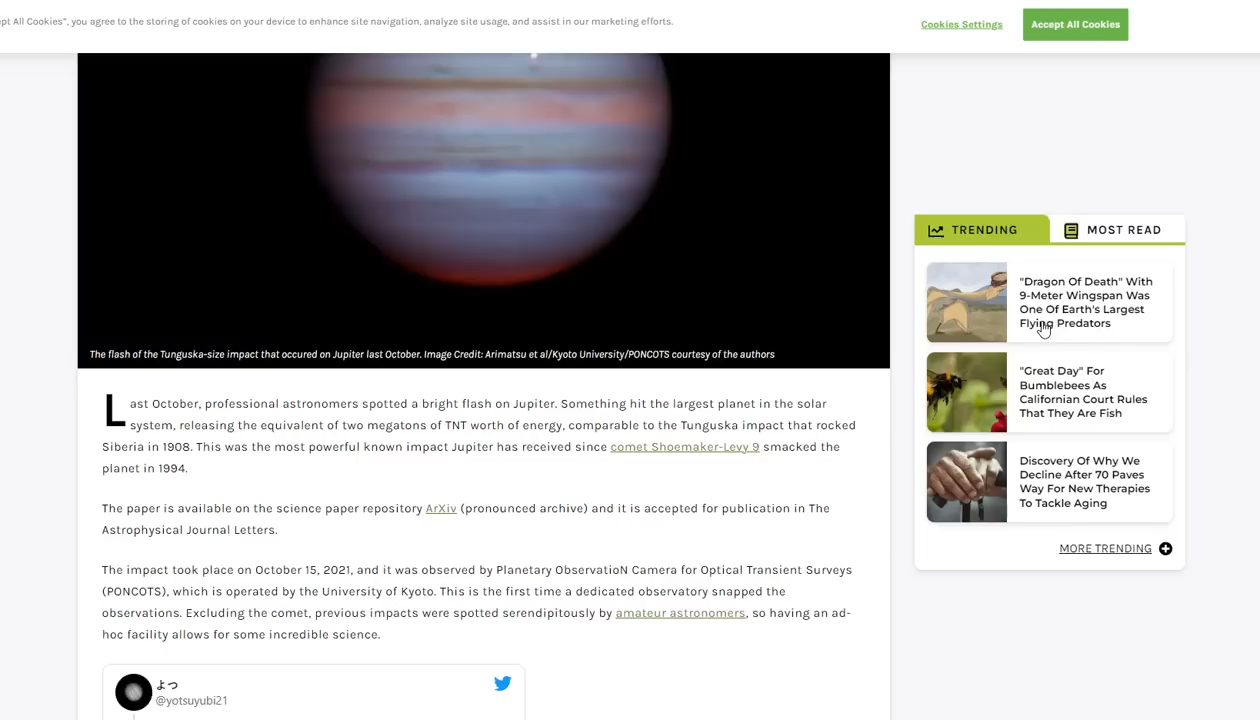 pt All Cookies”, you agree to the storing of cookies on your device to enhance site navigation, analyze site usage, and assist in our marketing efforts.
Cookies Settings
Accept All Cookies
The flash of the Tunguska-size impact that occured on Jupiter last October. Image Credit: Arimatsu et al/Kyoto University/PONCOTS courtesy of the authors
Last October, professional astronomers spotted a bright flash on Jupiter. Something hit the largest planet in the solar
system, releasing the equivalent of two megatons of TNT worth of energy, comparable to the Tunguska impact that rocked
Siberia in 1908. This was the most powerful known impact Jupiter has received since comet Shoemaker-Levy 9 smacked the
planet in 1994.
The paper is available on the science paper repository ArXiv (pronounced archive) and it is accepted for publication in The
Astrophysical Journal Letters.
The impact took place on October 15, 2021, and it was observed by Planetary ObservatioN Camera for Optical Transient Surveys
(PONCOTS), which is operated by the University of Kyoto. This is the first time a dedicated observatory snapped the
observations. Excluding the comet, previous impacts were spotted serendipitously by amateur astronomers, so having an ad-
hoc facility allows for some incredible science.
よつ
@yotsuyubi21
TRENDING
MOST READ
"Dragon Of Death" With
9-Meter Wingspan Was
One Of Earth's Largest
Flying Predators
"Great Day" For
Bumblebees As
Californian Court Rules
That They Are Fish
Discovery Of Why We
Decline After 70 Paves
Way For New Therapies
To Tackle Aging
MORE TRENDING